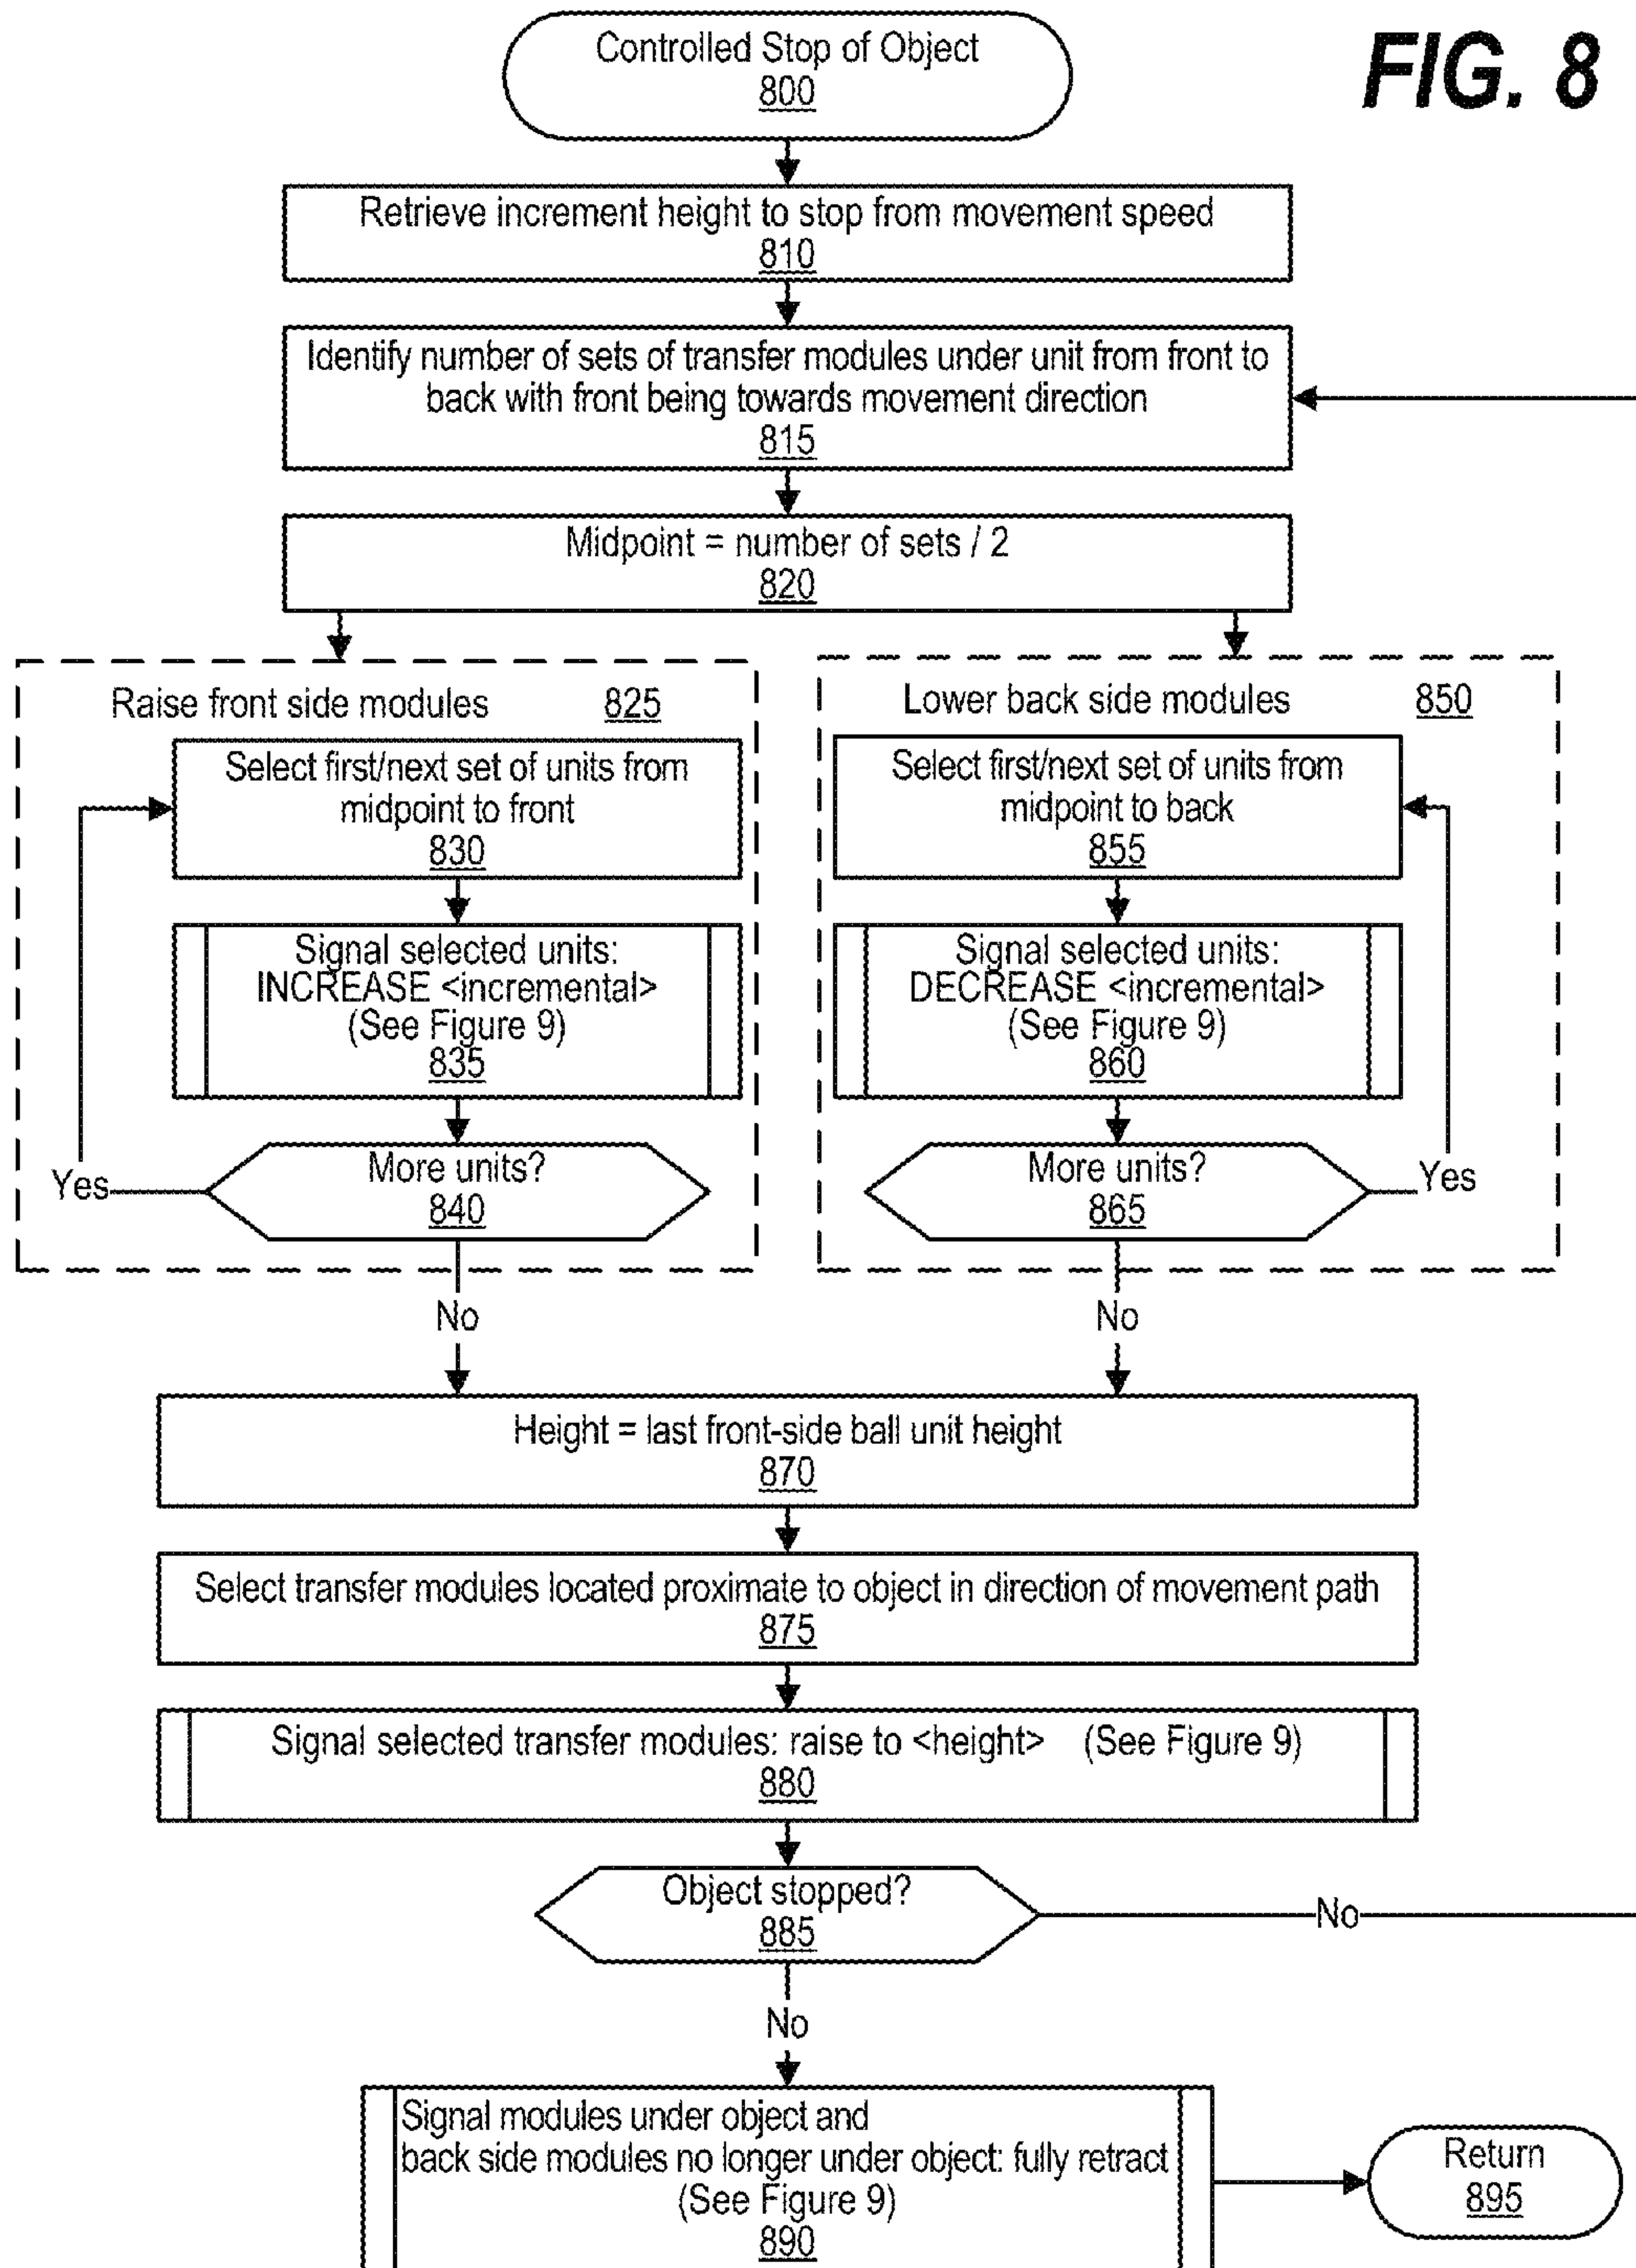 FIG. 8
Controlled Stop of Object
800
Retrieve increment height to stop from movement speed
810
Identify number of sets of transfer modules under unit from front to
back with front being towards movement direction
815
Midpoint = number of sets / 2
820
Raise front side modules 825
Select first/next set of units from
midpoint to front
830
Signal selected units:
INCREASE <incremental>
(See Figure 9)
835
More units?
840
Yes
No
Lower back side modules 850
Select first/next set of units from
midpoint to back
855
Signal selected units:
DECREASE <incremental>
(See Figure 9)
860
More units?
865
Yes
No
Height = last front-side ball unit height
870
Select transfer modules located proximate to object in direction of movement path
875
Signal selected transfer modules: raise to <height> (See Figure 9)
880
Object stopped?
885
No
No
Signal modules under object and
back side modules no longer under object: fully retract
(See Figure 9)
890
Return
895